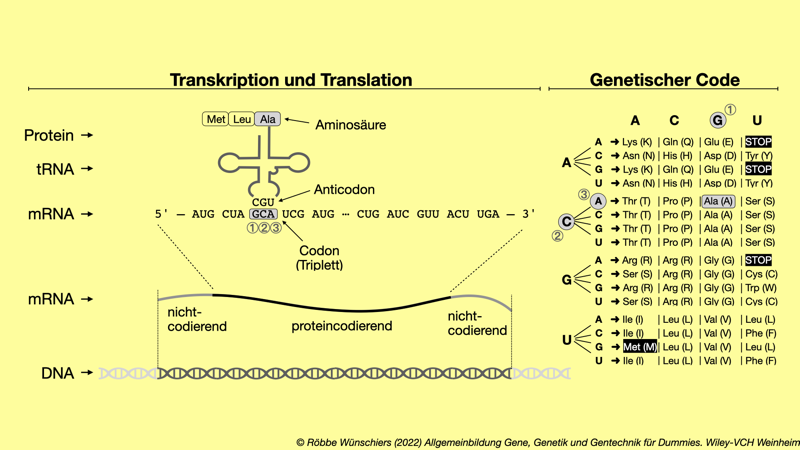 Transkription und Translation
Genetischer Code
Protein →
Met Leu Ala
Aminosäure
tRNA →
Anticodon
CGU
mRNA →
5' — AUG CUA GCA UCG AUG ··· CUG AUC GUU ACU UGA — 3'
①②③
Codon
(Triplett)
mRNA →
nicht-
codierend
proteincodierend
nicht-
codierend
DNA →
①
A C G U
A
A → Lys (K) | Gln (Q) | Glu (E) | STOP
C → Asn (N) | His (H) | Asp (D) | Tyr (Y)
G → Lys (K) | Gln (Q) | Glu (E) | STOP
U → Asn (N) | His (H) | Asp (D) | Tyr (Y)
③
C
②
A → Thr (T) | Pro (P) | Ala (A) | Ser (S)
C → Thr (T) | Pro (P) | Ala (A) | Ser (S)
G → Thr (T) | Pro (P) | Ala (A) | Ser (S)
U → Thr (T) | Pro (P) | Ala (A) | Ser (S)
G
A → Arg (R) | Arg (R) | Gly (G) | STOP
C → Ser (S) | Arg (R) | Gly (G) | Cys (C)
G → Arg (R) | Arg (R) | Gly (G) | Trp (W)
U → Ser (S) | Arg (R) | Gly (G) | Cys (C)
U
A → Ile (I) | Leu (L) | Val (V) | Leu (L)
C → Ile (I) | Leu (L) | Val (V) | Phe (F)
G → Met (M) | Leu (L) | Val (V) | Leu (L)
U → Ile (I) | Leu (L) | Val (V) | Phe (F)
© Röbbe Wünschiers (2022) Allgemeinbildung Gene, Genetik und Gentechnik für Dummies. Wiley-VCH Weinheim